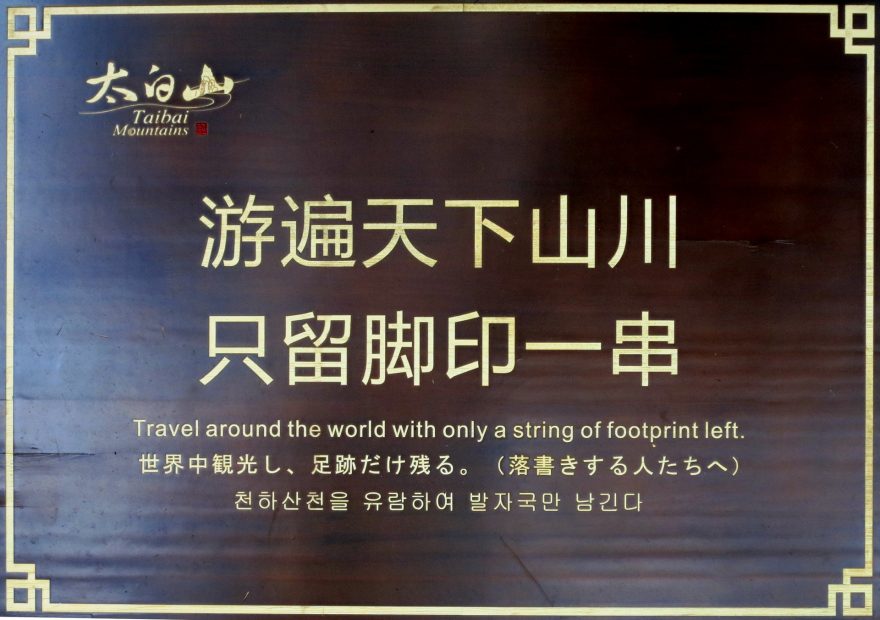 太白山
Taibai
Mountains
游遍天下山川
只留脚印一串
Travel around the world with only a string of footprint left.
世界中観光し、足跡だけ残る。（落書きする人たちへ）
천하산천을 유람하여 발자국만 남긴다